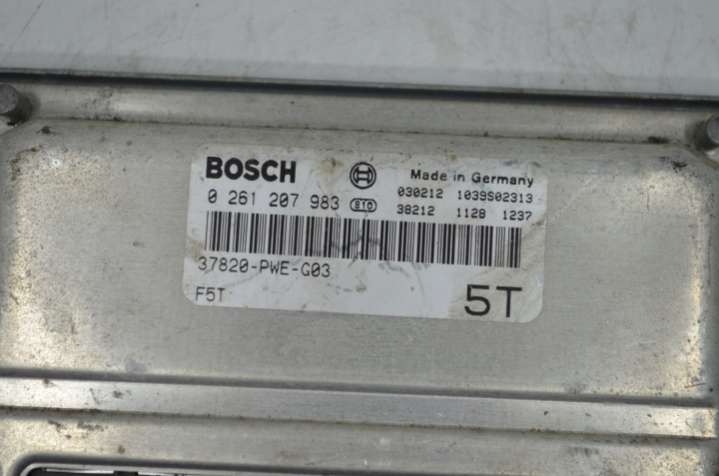 BOSCH Made in Germany
0 261 207 983 030212 1039S02313
38212 1128 1237
37820-PWE-G03
F5T 5T